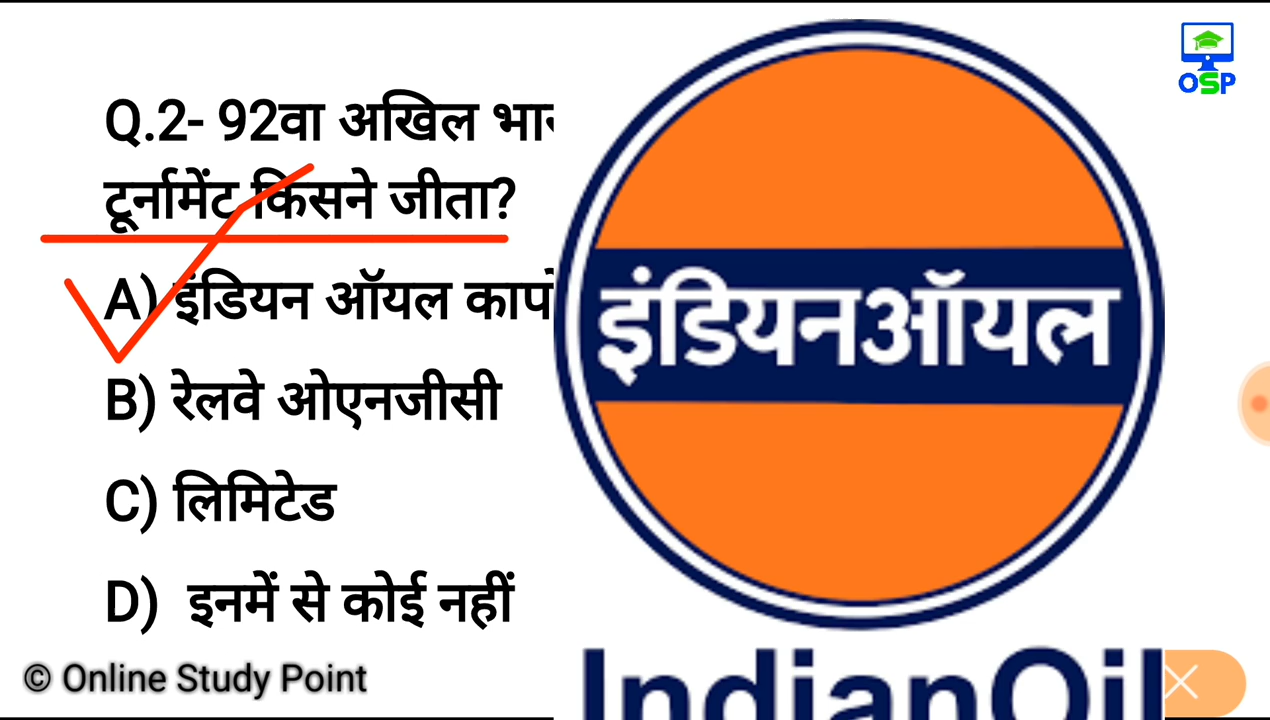 OSP
Q.2- 92वा अखिल
टूर्नामेंट किसने जीता?
A) इंडियन ऑयल
B) रेलवे ओएनजीसी
C) लिमिटेड
D) इनमें से कोई नहीं
इंडियनऑयल
IndianOil
© Online Study Point